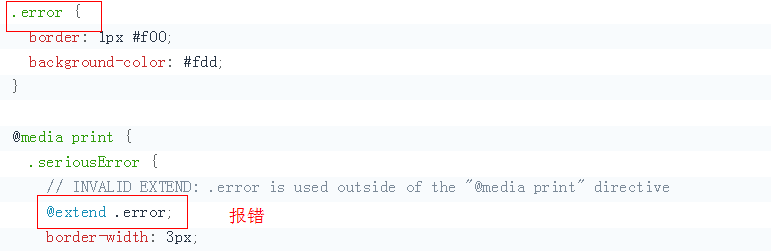 .error {
border: 1px #f00;
background-color: #fdd;
}
@media print {
.seriousError {
// INVALID EXTEND: .error is used outside of the "@media print" directive
@extend .error; 报错
border-width: 3px;